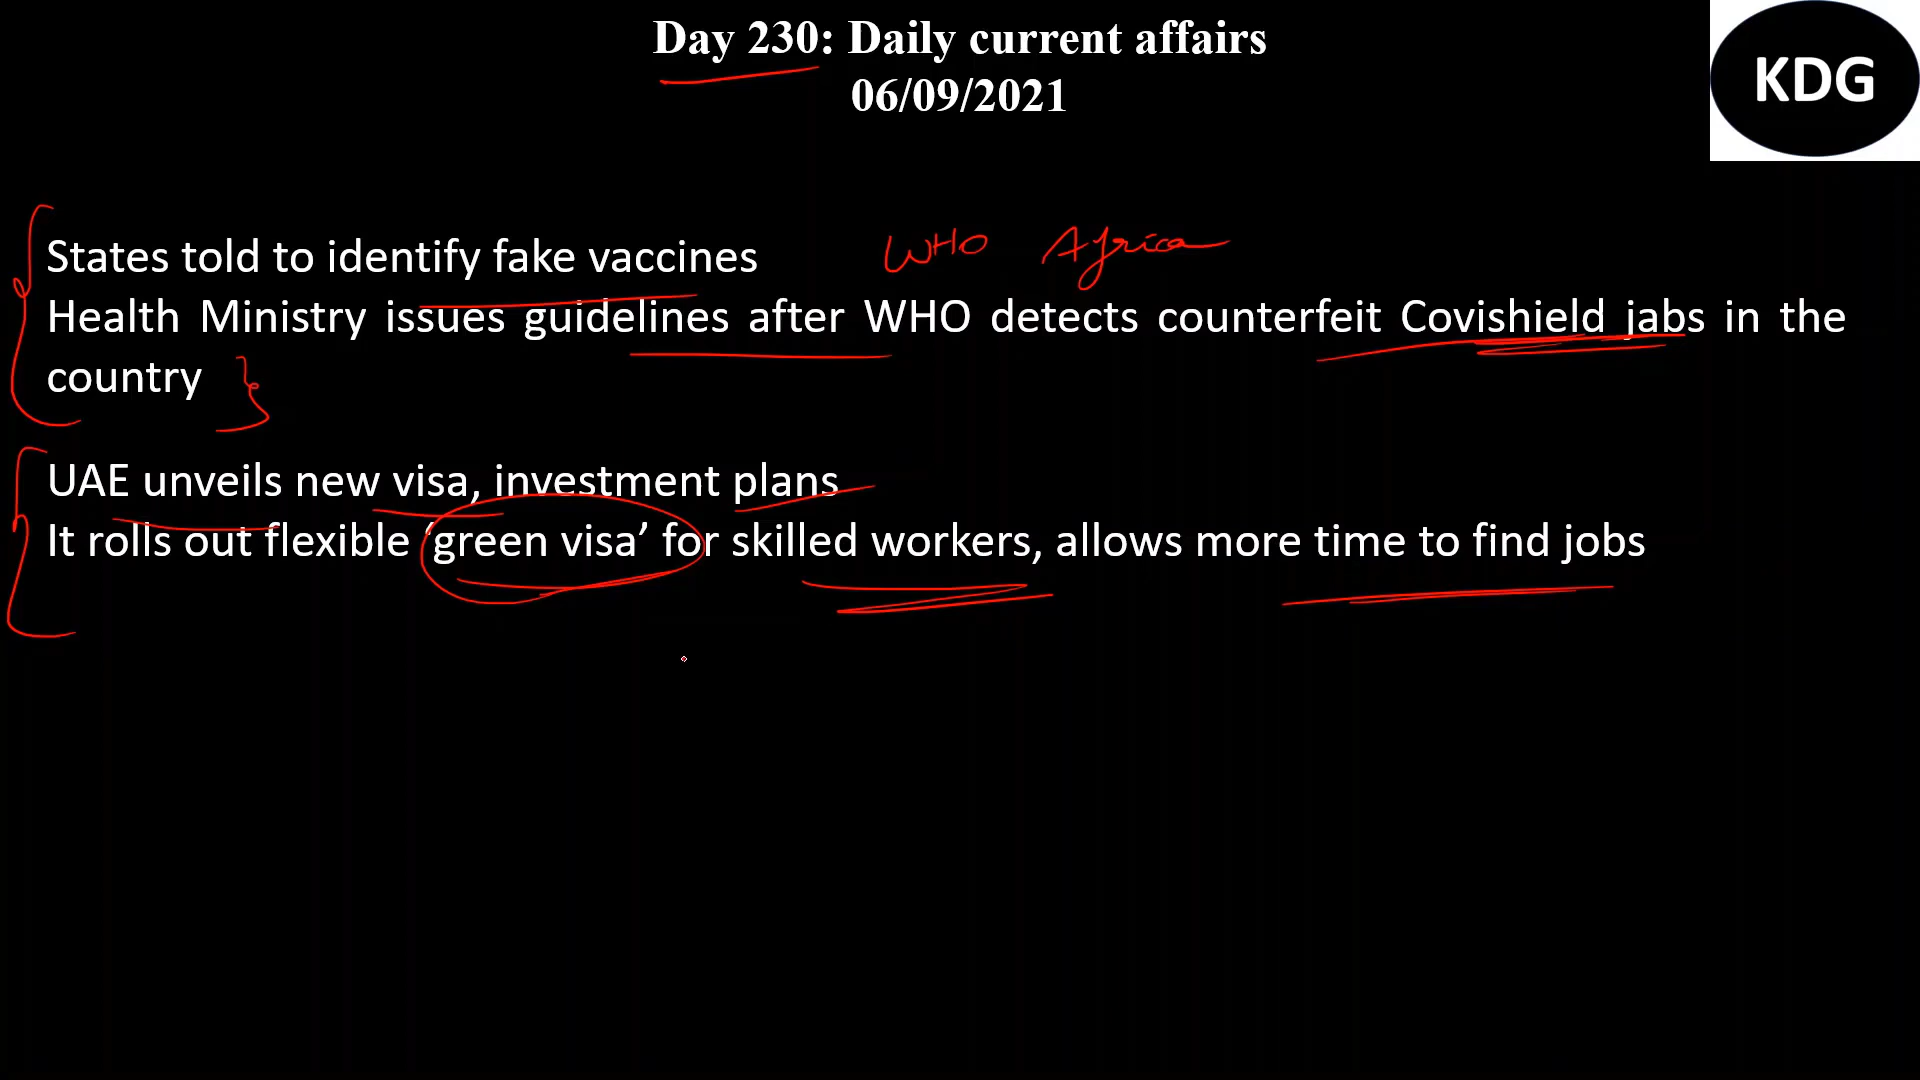 Day 230: Daily current affairs
06/09/2021
KDG
States told to identify fake vaccines
WHO Africa
Health Ministry issues guidelines after WHO detects counterfeit Covishield jabs in the
country
UAE unveils new visa, investment plans
It rolls out flexible ‘green visa’ for skilled workers, allows more time to find jobs